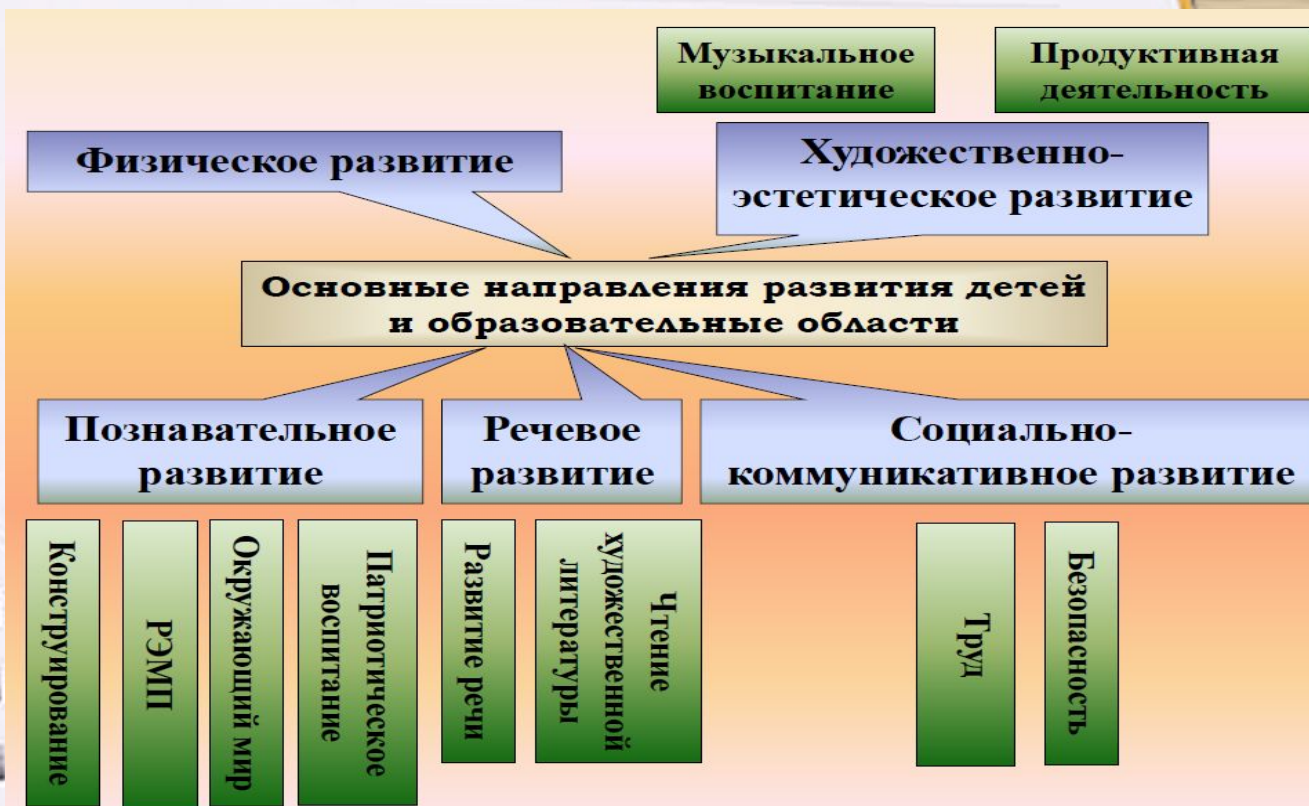 Музыкальное
воспитание
Продуктивная
деятельность
Физическое развитие
Художественно-
эстетическое развитие
Основные направления развития детей
и образовательные области
Познавательное
развитие
Речевое
развитие
Социально-
коммуникативное развитие
Конструирование
РЭМП
Окружающий мир
Патриотическое
воспитание
Развитие речи
Чтение
художественной
литературы
Труд
Безопасность